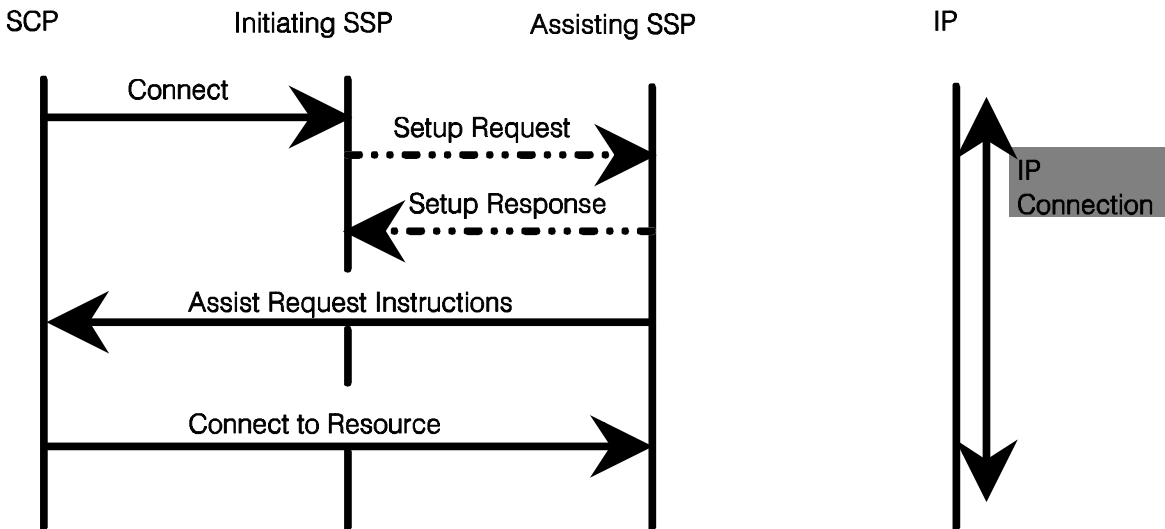 SCP
Initiating SSP
Assisting SSP
IP
Connect
Setup Request
IP
Connection
Setup Response
Assist Request Instructions
Connect to Resource